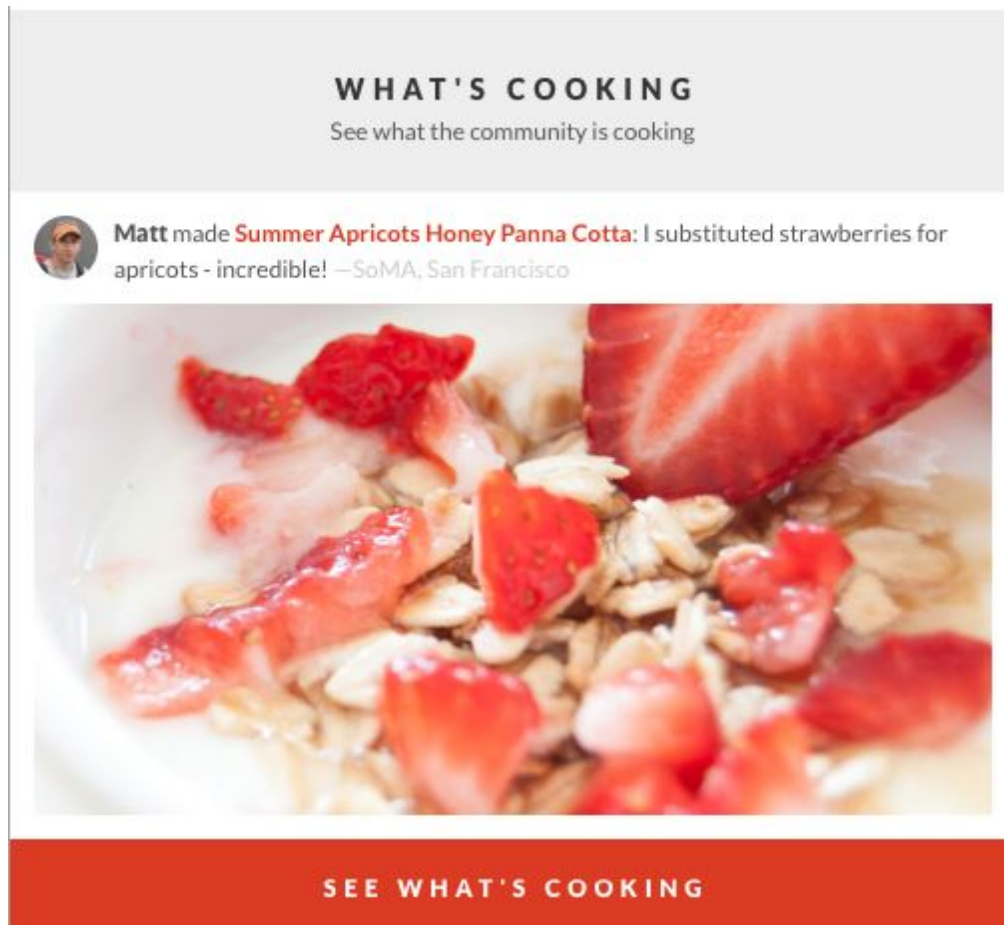 WHAT'S COOKING
See what the community is cooking
Matt made Summer Apricots Honey Panna Cotta: I substituted strawberries for
apricots - incredible! —SoMA, San Francisco
SEE WHAT'S COOKING